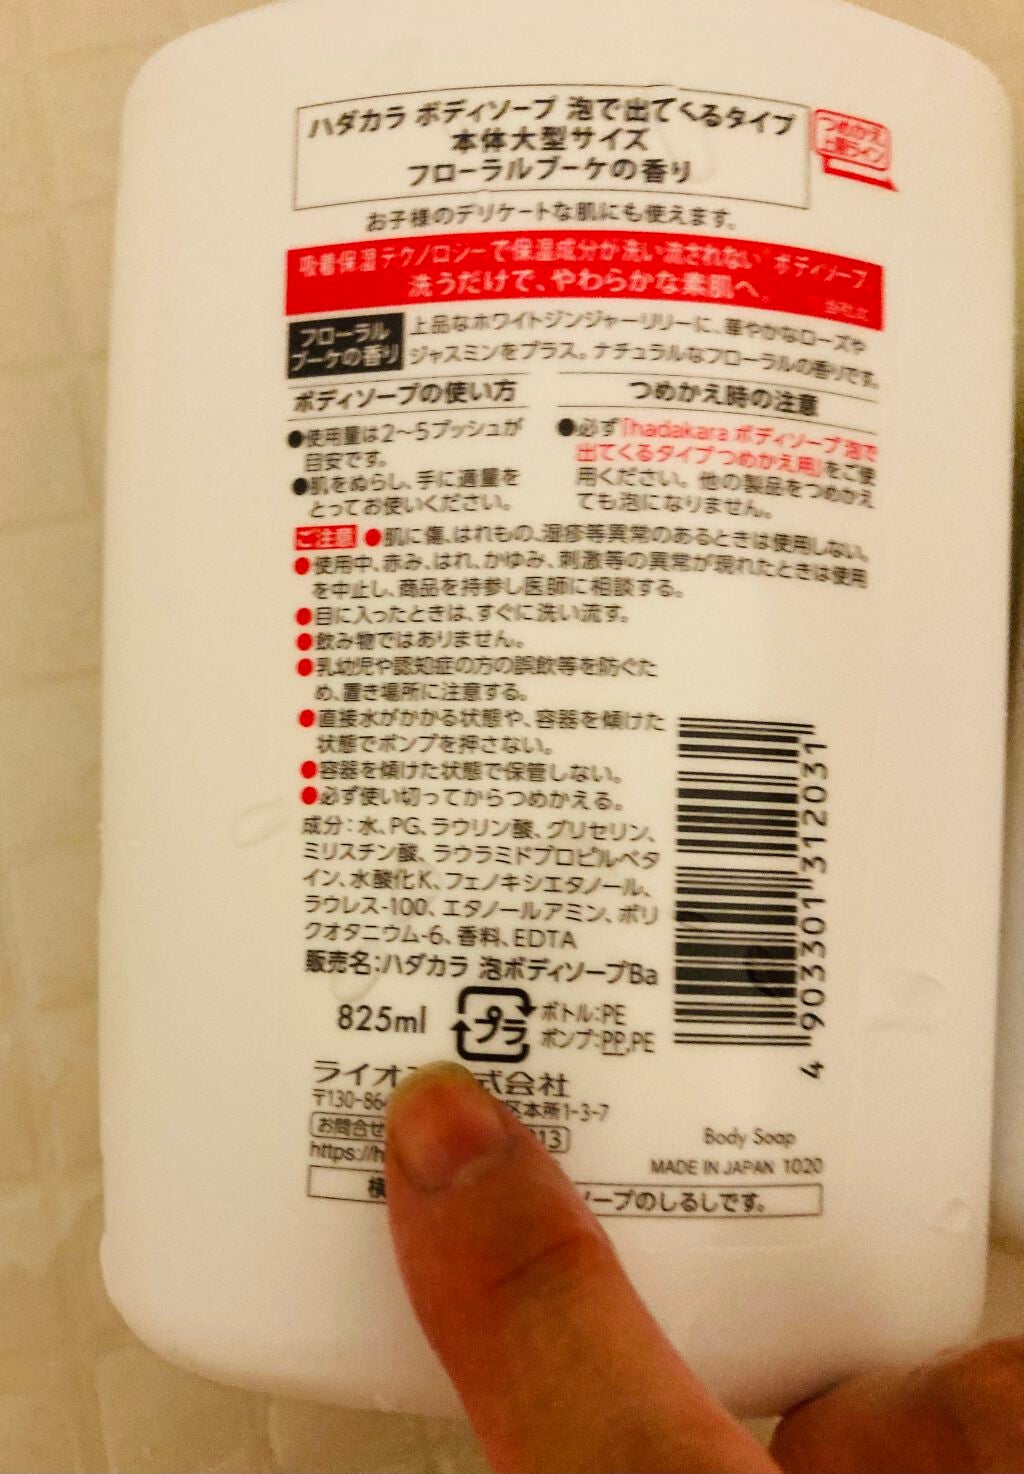 ハダカラ ボディソープ 泡で出てくるタイプ
本体大型サイズ
フローラルブーケの香り
つめかえ
上限ライン
お子様のデリケートな肌にも使えます。
吸着保湿テクノロジーで保湿成分が洗い流されない* ボディソープ
洗うだけで、やわらかな素肌へ。
フローラル
ブーケの香り
上品なホワイトジンジャーリリーに、華やかなローズや
ジャスミンをプラス。ナチュラルなフローラルの香りです。
ボディソープの使い方
●使用量は2～5プッシュが
目安です。
●肌をぬらし、手に適量を
とってお使いください。
つめかえ時の注意
●必ず「hadakara ボディソープ 泡で
出てくるタイプ つめかえ用」をご使
用ください。他の製品をつめかえ
ても泡になりません。
ご注意 ●肌に傷、はれもの、湿疹等異常のあるときは使用しない。
●使用中、赤み、はれ、かゆみ、刺激等の異常が現れたときは使用
を中止し、商品を持参し医師に相談する。
●目に入ったときは、すぐに洗い流す。
●飲み物ではありません。
●乳幼児や認知症の方の誤飲等を防ぐた
め、置き場所に注意する。
●直接水がかかる状態や、容器を傾けた
状態でポンプを押さない。
●容器を傾けた状態で保管しない。
●必ず使い切ってからつめかえる。
成分：水、PG、ラウリン酸、グリセリン、
ミリスチン酸、ラウラミドプロピルベタ
イン、水酸化K、フェノキシエタノール、
ラウレス-100、エタノールアミン、ポリ
クオタニウム-6、香料、EDTA
販売名：ハダカラ 泡ボディソープBa
4 903301 312031
825ml
プラ
ボトル：PE
ポンプ：PP,PE
ライオ 式会社
〒130-864 区本所1-3-7
お問合せ 13
https://h
Body Soap
MADE IN JAPAN 1020
横 ソープのしるしです。